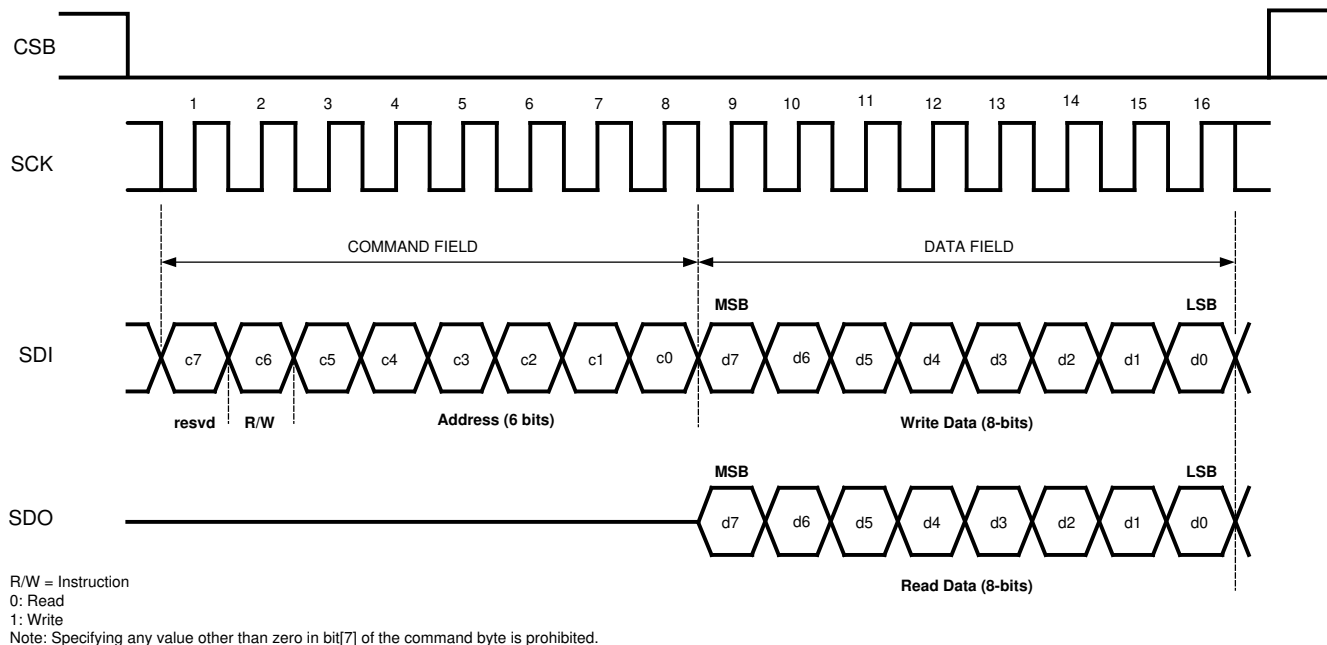 CSB
1 2 3 4 5 6 7 8 9 10 11 12 13 14 15 16
SCK
COMMAND FIELD DATA FIELD
MSB LSB
SDI c7 c6 c5 c4 c3 c2 c1 c0 d7 d6 d5 d4 d3 d2 d1 d0
resvd R/W Address (6 bits) Write Data (8-bits)
MSB LSB
SDO d7 d6 d5 d4 d3 d2 d1 d0
Read Data (8-bits)
R/W = Instruction
0: Read
1: Write
Note: Specifying any value other than zero in bit[7] of the command byte is prohibited.